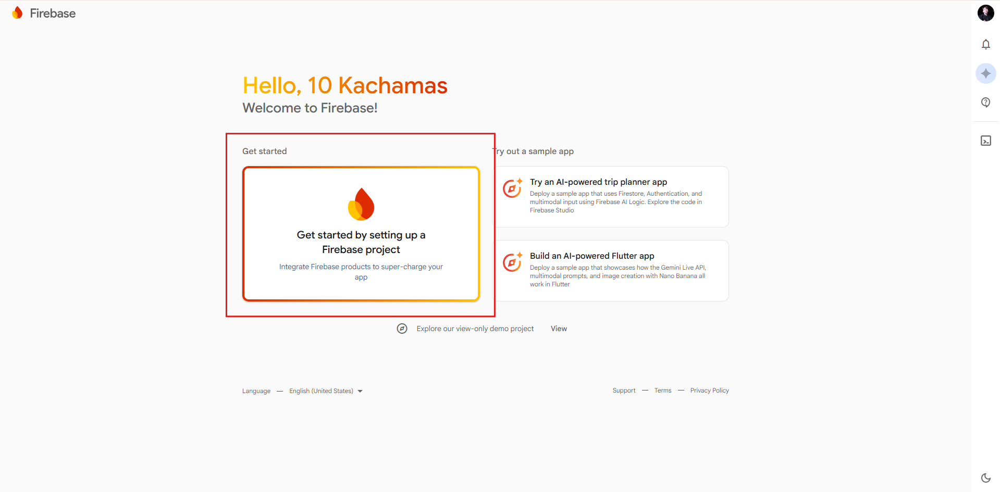 Firebase
Hello, 10 Kachamas
Welcome to Firebase!
Get started
Get started by setting up a
Firebase project
Integrate Firebase products to super-charge your
app
Try out a sample app
Try an AI-powered trip planner app
Deploy a sample app that uses Firestore, Authentication, and
multimodal input using Firebase AI Logic. Explore the code in
Firebase Studio
Build an AI-powered Flutter app
Deploy a sample app that showcases how the Gemini Live API,
multimodal prompts, and image creation with Nano Banana all
work in Flutter
Explore our view-only demo project View
Language — English (United States)
Support — Terms — Privacy Policy